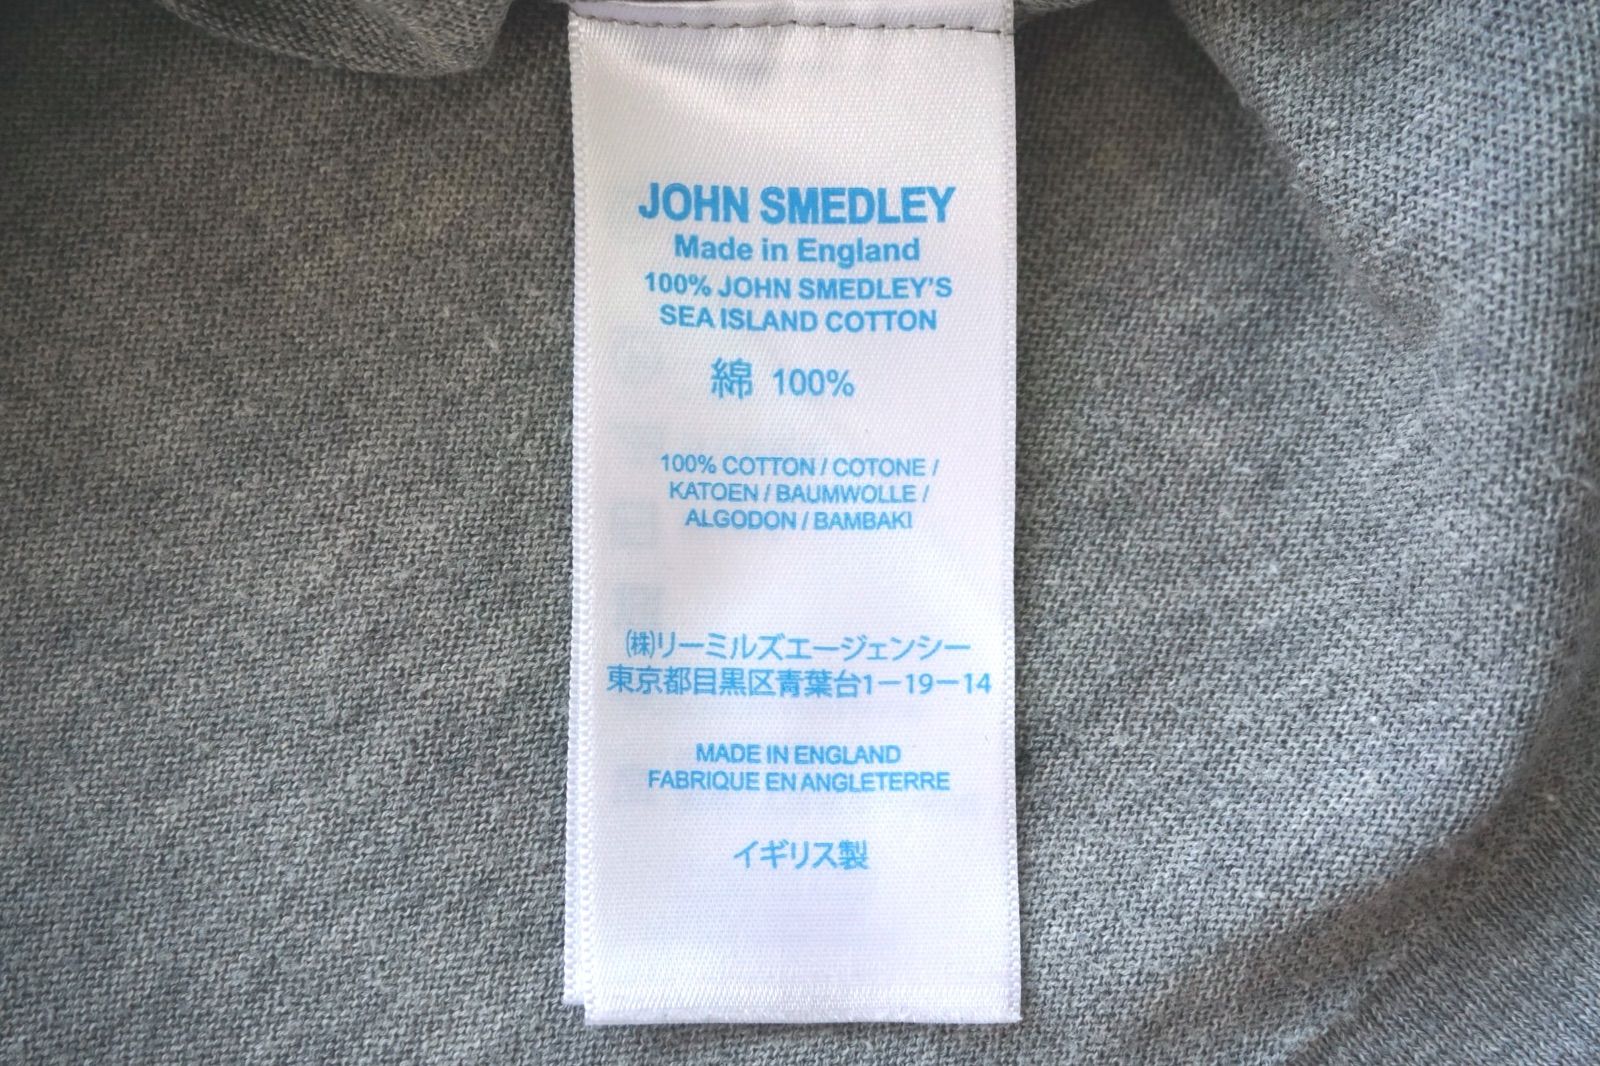 JOHN SMEDLEY
Made in England
100% JOHN SMEDLEY'S
SEA ISLAND COTTON
綿 100%
100% COTTON / COTONE /
KATOEN / BAUMWOLLE /
ALGODON / BAMBAKI
㈱リーミルズエージェンシー
東京都目黒区青葉台1－19－14
MADE IN ENGLAND
FABRIQUE EN ANGLETERRE
イギリス製